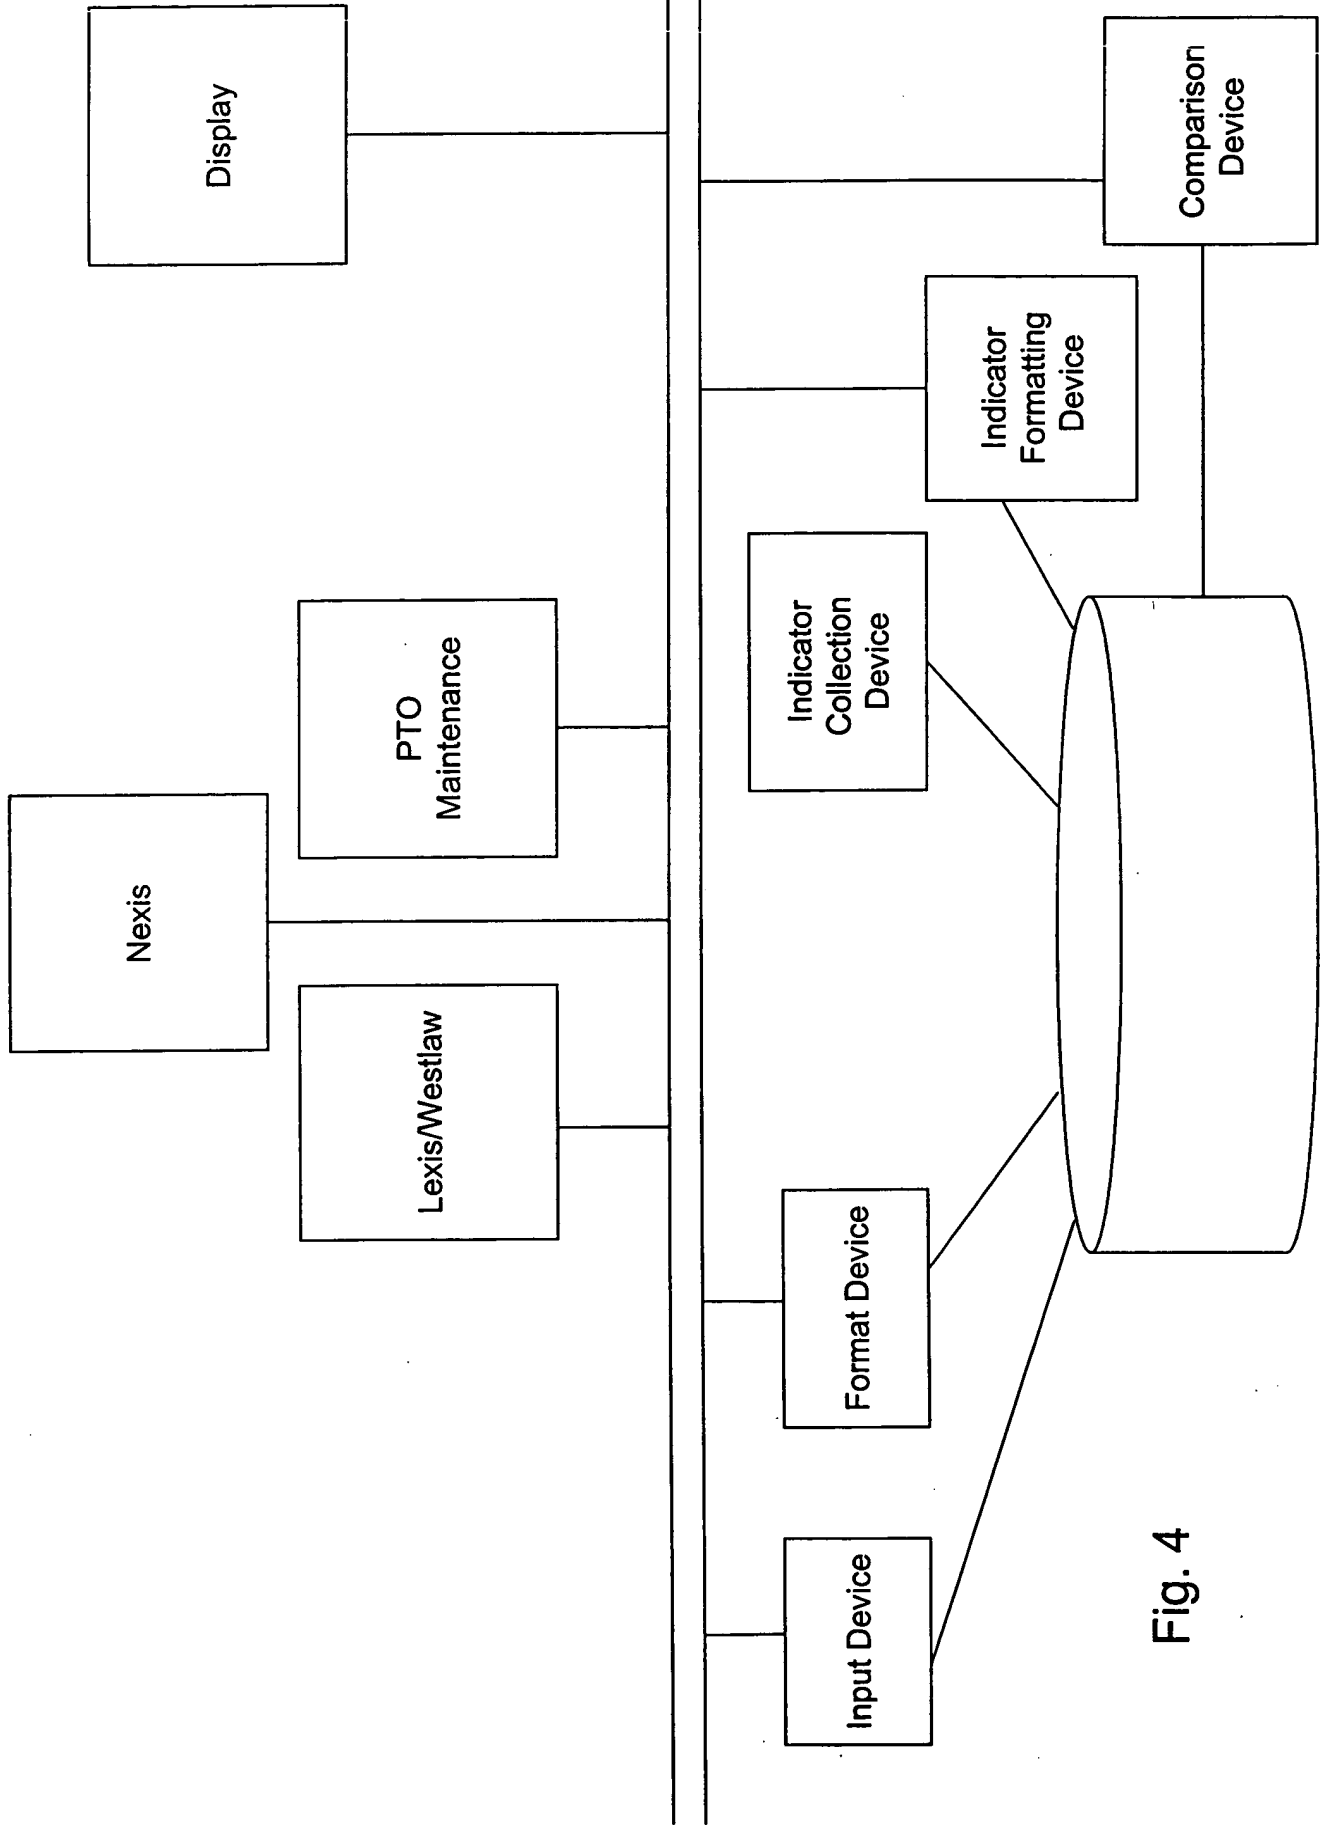 Nexis
Display
Lexis/Westlaw
PTO
Maintenance
Input Device
Format Device
Indicator
Collection
Device
Indicator
Formatting
Device
Comparison
Device
Fig. 4